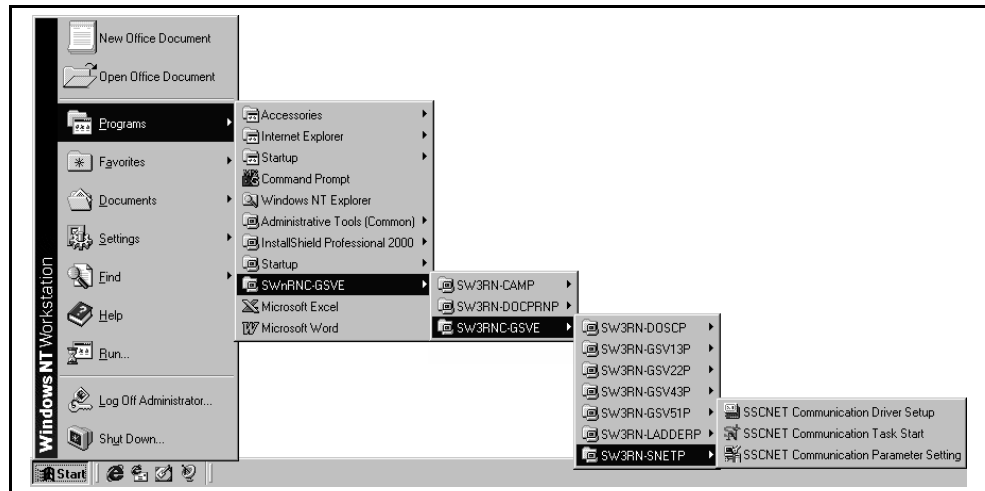 New Office Document
Open Office Document
Programs
Favorites
Documents
Settings
Find
Help
Run...
Log Off Administrator...
Shut Down...
Windows NT Workstation
Start
Accessories
Internet Explorer
Startup
Command Prompt
Windows NT Explorer
Administrative Tools (Common)
InstallShield Professional 2000
Startup
SWnRNC-GSVE
Microsoft Excel
Microsoft Word
SW3RN-CAMP
SW3RN-DOCPRNP
SW3RNC-GSVE
SW3RN-DOSCP
SW3RN-GSV13P
SW3RN-GSV22P
SW3RN-GSV43P
SW3RN-GSV51P
SW3RN-LADDERP
SW3RN-SNETP
SSCNET Communication Driver Setup
SSCNET Communication Task Start
SSCNET Communication Parameter Setting